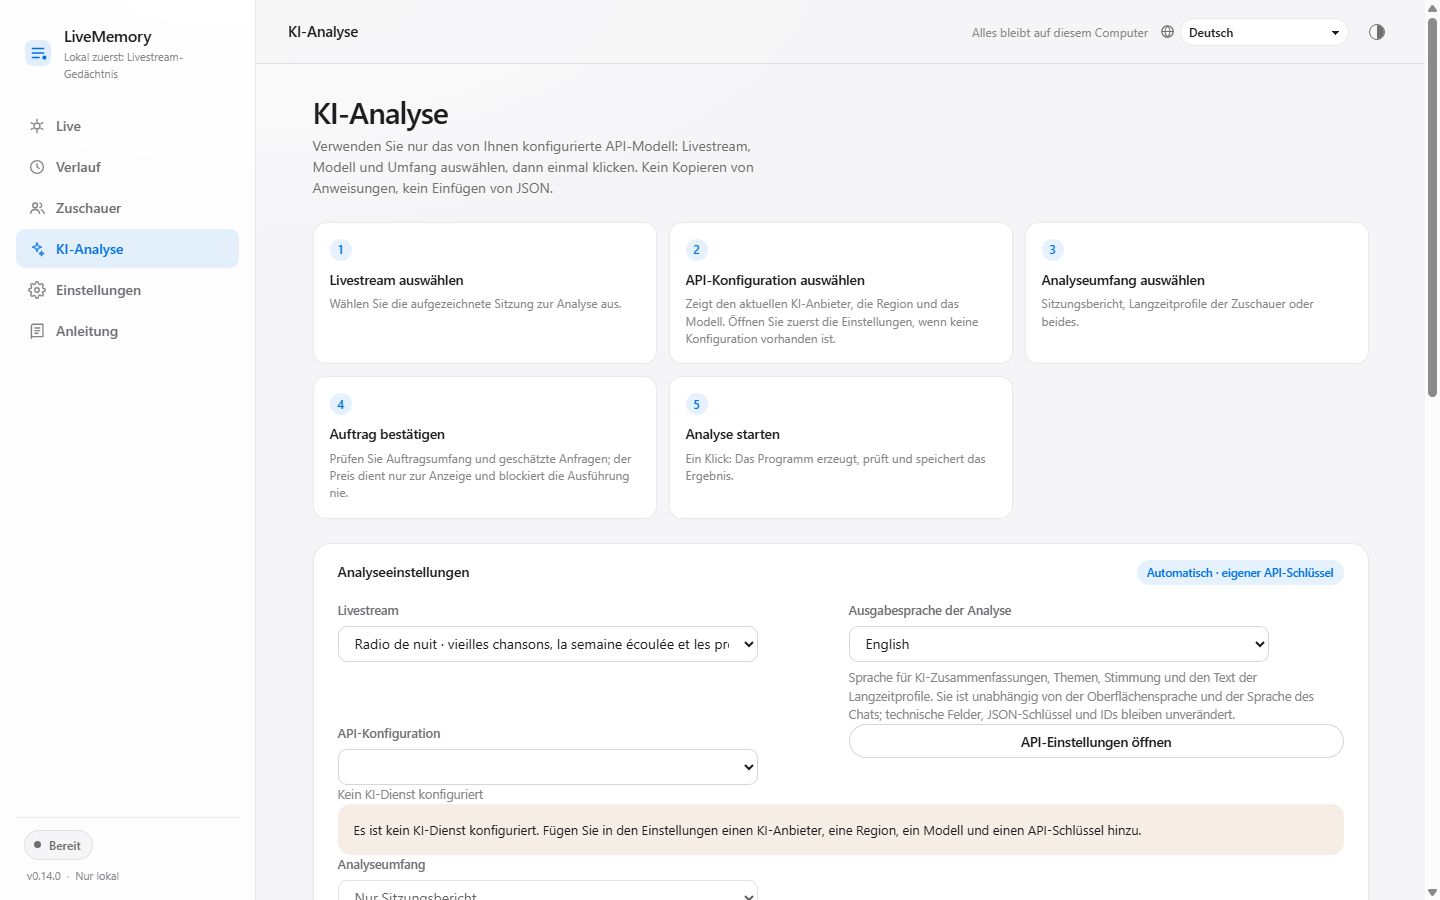 LiveMemory
Lokal zuerst: Livestream-
Gedächtnis
Live
Verlauf
Zuschauer
KI-Analyse
Einstellungen
Anleitung
Bereit
v0.14.0 · Nur lokal
KI-Analyse
Alles bleibt auf diesem Computer
Deutsch
KI-Analyse
Verwenden Sie nur das von Ihnen konfigurierte API-Modell: Livestream,
Modell und Umfang auswählen, dann einmal klicken. Kein Kopieren von
Anweisungen, kein Einfügen von JSON.
1
Livestream auswählen
Wählen Sie die aufgezeichnete Sitzung zur Analyse aus.
2
API-Konfiguration auswählen
Zeigt den aktuellen KI-Anbieter, die Region und das
Modell. Öffnen Sie zuerst die Einstellungen, wenn keine
Konfiguration vorhanden ist.
3
Analyseumfang auswählen
Sitzungsbericht, Langzeitprofile der Zuschauer oder
beides.
4
Auftrag bestätigen
Prüfen Sie Auftragsumfang und geschätzte Anfragen; der
Preis dient nur zur Anzeige und blockiert die Ausführung
nie.
5
Analyse starten
Ein Klick: Das Programm erzeugt, prüft und speichert das
Ergebnis.
Analyseeinstellungen
Automatisch · eigener API-Schlüssel
Livestream
Radio de nuit · vieilles chansons, la semaine écoulée et les pr
Ausgabesprache der Analyse
English
Sprache für KI-Zusammenfassungen, Themen, Stimmung und den Text der
Langzeitprofile. Sie ist unabhängig von der Oberflächensprache und der Sprache des
Chats; technische Felder, JSON-Schlüssel und IDs bleiben unverändert.
API-Konfiguration
API-Einstellungen öffnen
Kein KI-Dienst konfiguriert
Es ist kein KI-Dienst konfiguriert. Fügen Sie in den Einstellungen einen KI-Anbieter, eine Region, ein Modell und einen API-Schlüssel hinzu.
Analyseumfang
Nur Sitzungsbericht